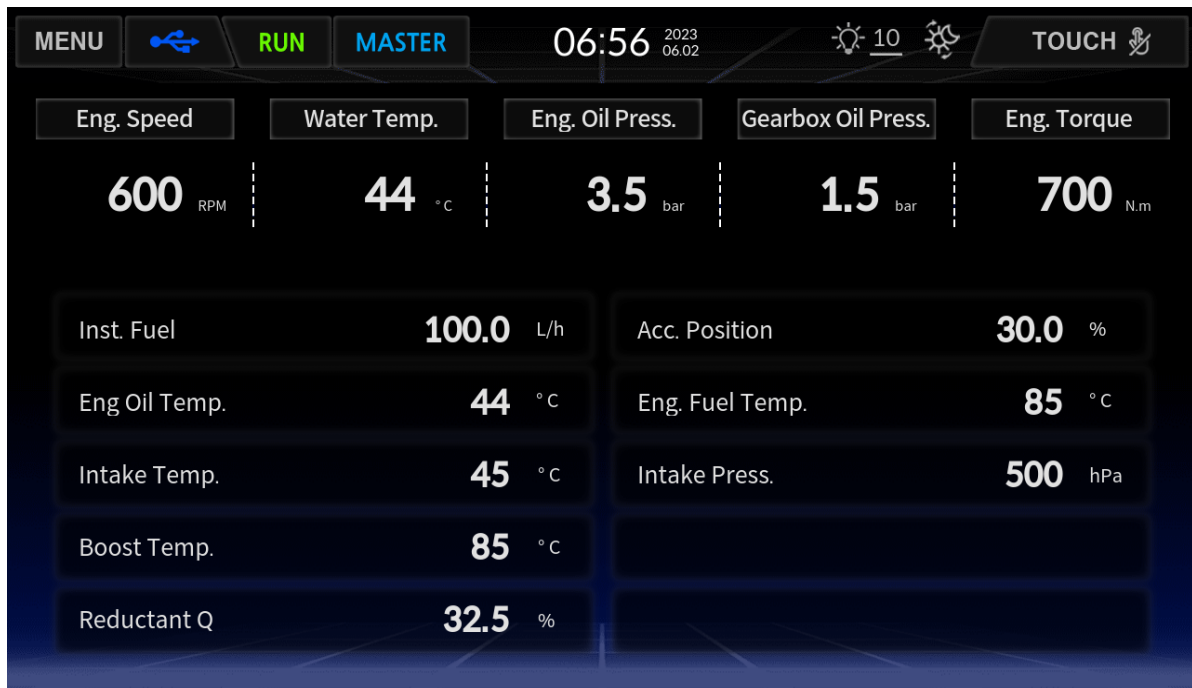 MENU RUN MASTER 06:56 2023 06.02 10 TOUCH
Eng. Speed Water Temp. Eng. Oil Press. Gearbox Oil Press. Eng. Torque
600 RPM 44 °C 3.5 bar 1.5 bar 700 N.m
Inst. Fuel 100.0 L/h Acc. Position 30.0 %
Eng Oil Temp. 44 °C Eng. Fuel Temp. 85 °C
Intake Temp. 45 °C Intake Press. 500 hPa
Boost Temp. 85 °C
Reductant Q 32.5 %